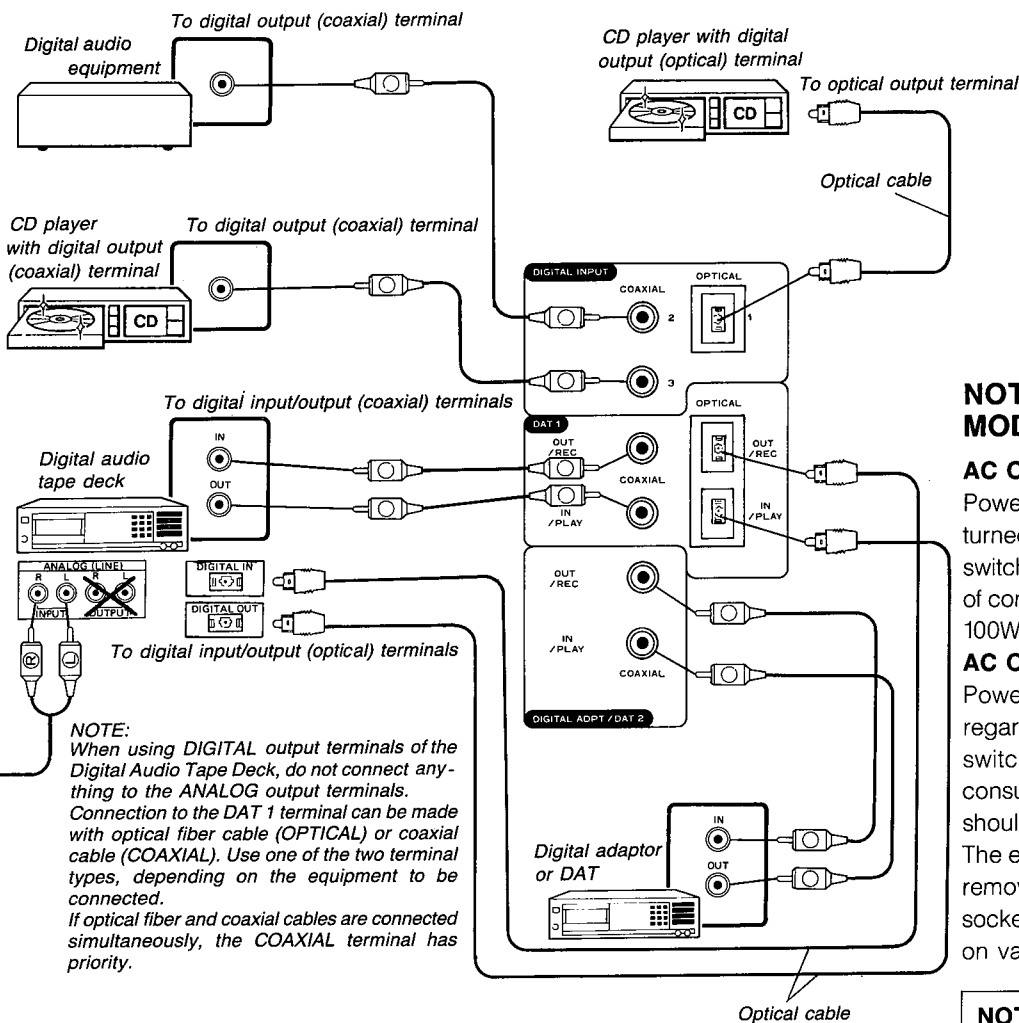 To digital output (coaxial) terminal
Digital audio
equipment
CD player with digital
output (optical) terminal
To optical output terminal
CD
Optical cable
CD player
with digital output
(coaxial) terminal
To digital output (coaxial) terminal
CD
DIGITAL INPUT
COAXIAL
OPTICAL
2
1
3
To digital input/output (coaxial) terminals
IN
OUT
Digital audio
tape deck
DAT 1
OUT
/REC
COAXIAL
IN
/PLAY
OPTICAL
OUT
/REC
IN
/PLAY
ANALOG (LINE)
R L R L
INPUT OUTPUT
R L
DIGITAL IN
DIGITAL OUT
To digital input/output (optical) terminals
OUT
/REC
IN
/PLAY
COAXIAL
DIGITAL ADPT / DAT 2
NOTE:
When using DIGITAL output terminals of the
Digital Audio Tape Deck, do not connect any-
thing to the ANALOG output terminals.
Connection to the DAT 1 terminal can be made
with optical fiber cable (OPTICAL) or coaxial
cable (COAXIAL). Use one of the two terminal
types, depending on the equipment to be
connected.
If optical fiber and coaxial cables are connected
simultaneously, the COAXIAL terminal has
priority.
Digital adaptor
or DAT
IN
OUT
Optical cable
NOT
MOD
AC C
Powe
turned
switch
of con
100W
AC C
Powe
regar
switc
consu
shoul
The e
remov
socke
on va
NOT